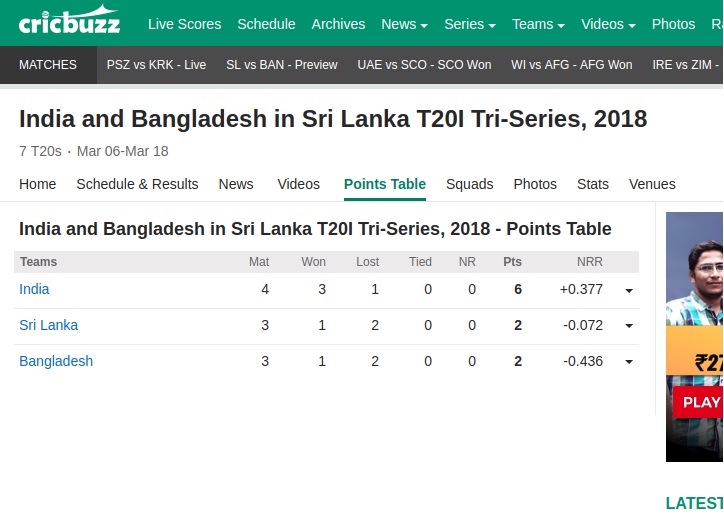 cricbuzz Live Scores Schedule Archives News Series Teams Videos Photos
MATCHES PSZ vs KRK - Live SL vs BAN - Preview UAE vs SCO - SCO Won WI vs AFG - AFG Won IRE vs ZIM -
India and Bangladesh in Sri Lanka T20I Tri-Series, 2018
7 T20s · Mar 06-Mar 18
Home Schedule & Results News Videos Points Table Squads Photos Stats Venues
India and Bangladesh in Sri Lanka T20I Tri-Series, 2018 - Points Table
Teams Mat Won Lost Tied NR Pts NRR
India 4 3 1 0 0 6 +0.377
Sri Lanka 3 1 2 0 0 2 -0.072
Bangladesh 3 1 2 0 0 2 -0.436
₹27
PLAY
LATEST